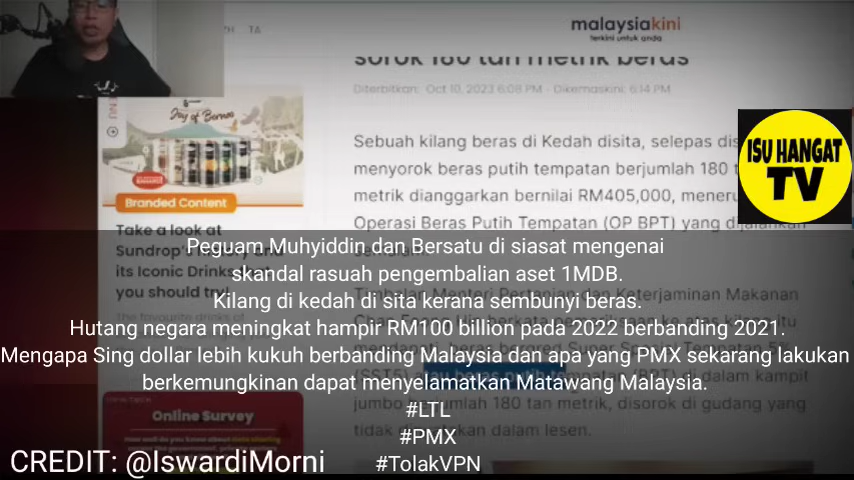 malaysiakini
terkini untuk anda
sorok 180 tan metrik beras
Diterbitkan: Oct 10, 2023 6:08 PM - Dikemaskini: 6:14 PM
Sebuah kilang beras di Kedah disita, selepas
menyorok beras putih tempatan berjumlah 180
metrik dianggarkan bernilai RM405,000,
Operasi Beras Putih Tempatan (OP BPT) yang
ISU HANGAT
TV
Joy of Borneo
Branded Content
Take a look at
Sundrop's
and
its Iconic Drinks
you should try!
Peguam Muhyiddin dan Bersatu di siasat mengenai
skandal rasuah pengembalian aset 1MDB.
Kilang di kedah di sita kerana sembunyi beras.
Hutang negara meningkat hampir RM100 billion pada 2022 berbanding 2021.
Mengapa Sing dollar lebih kukuh berbanding Malaysia dan apa yang PMX sekarang lakukan
berkemungkinan dapat menyelamatkan Matawang Malaysia.
#LTL
#PMX
#TolakVPN
(BPT) di dalam kampit
jumbo berjumlah 180 tan metrik, disorok di gudang yang
tidak dalam lesen.
Online Survey
CREDIT: @IswardiMorni